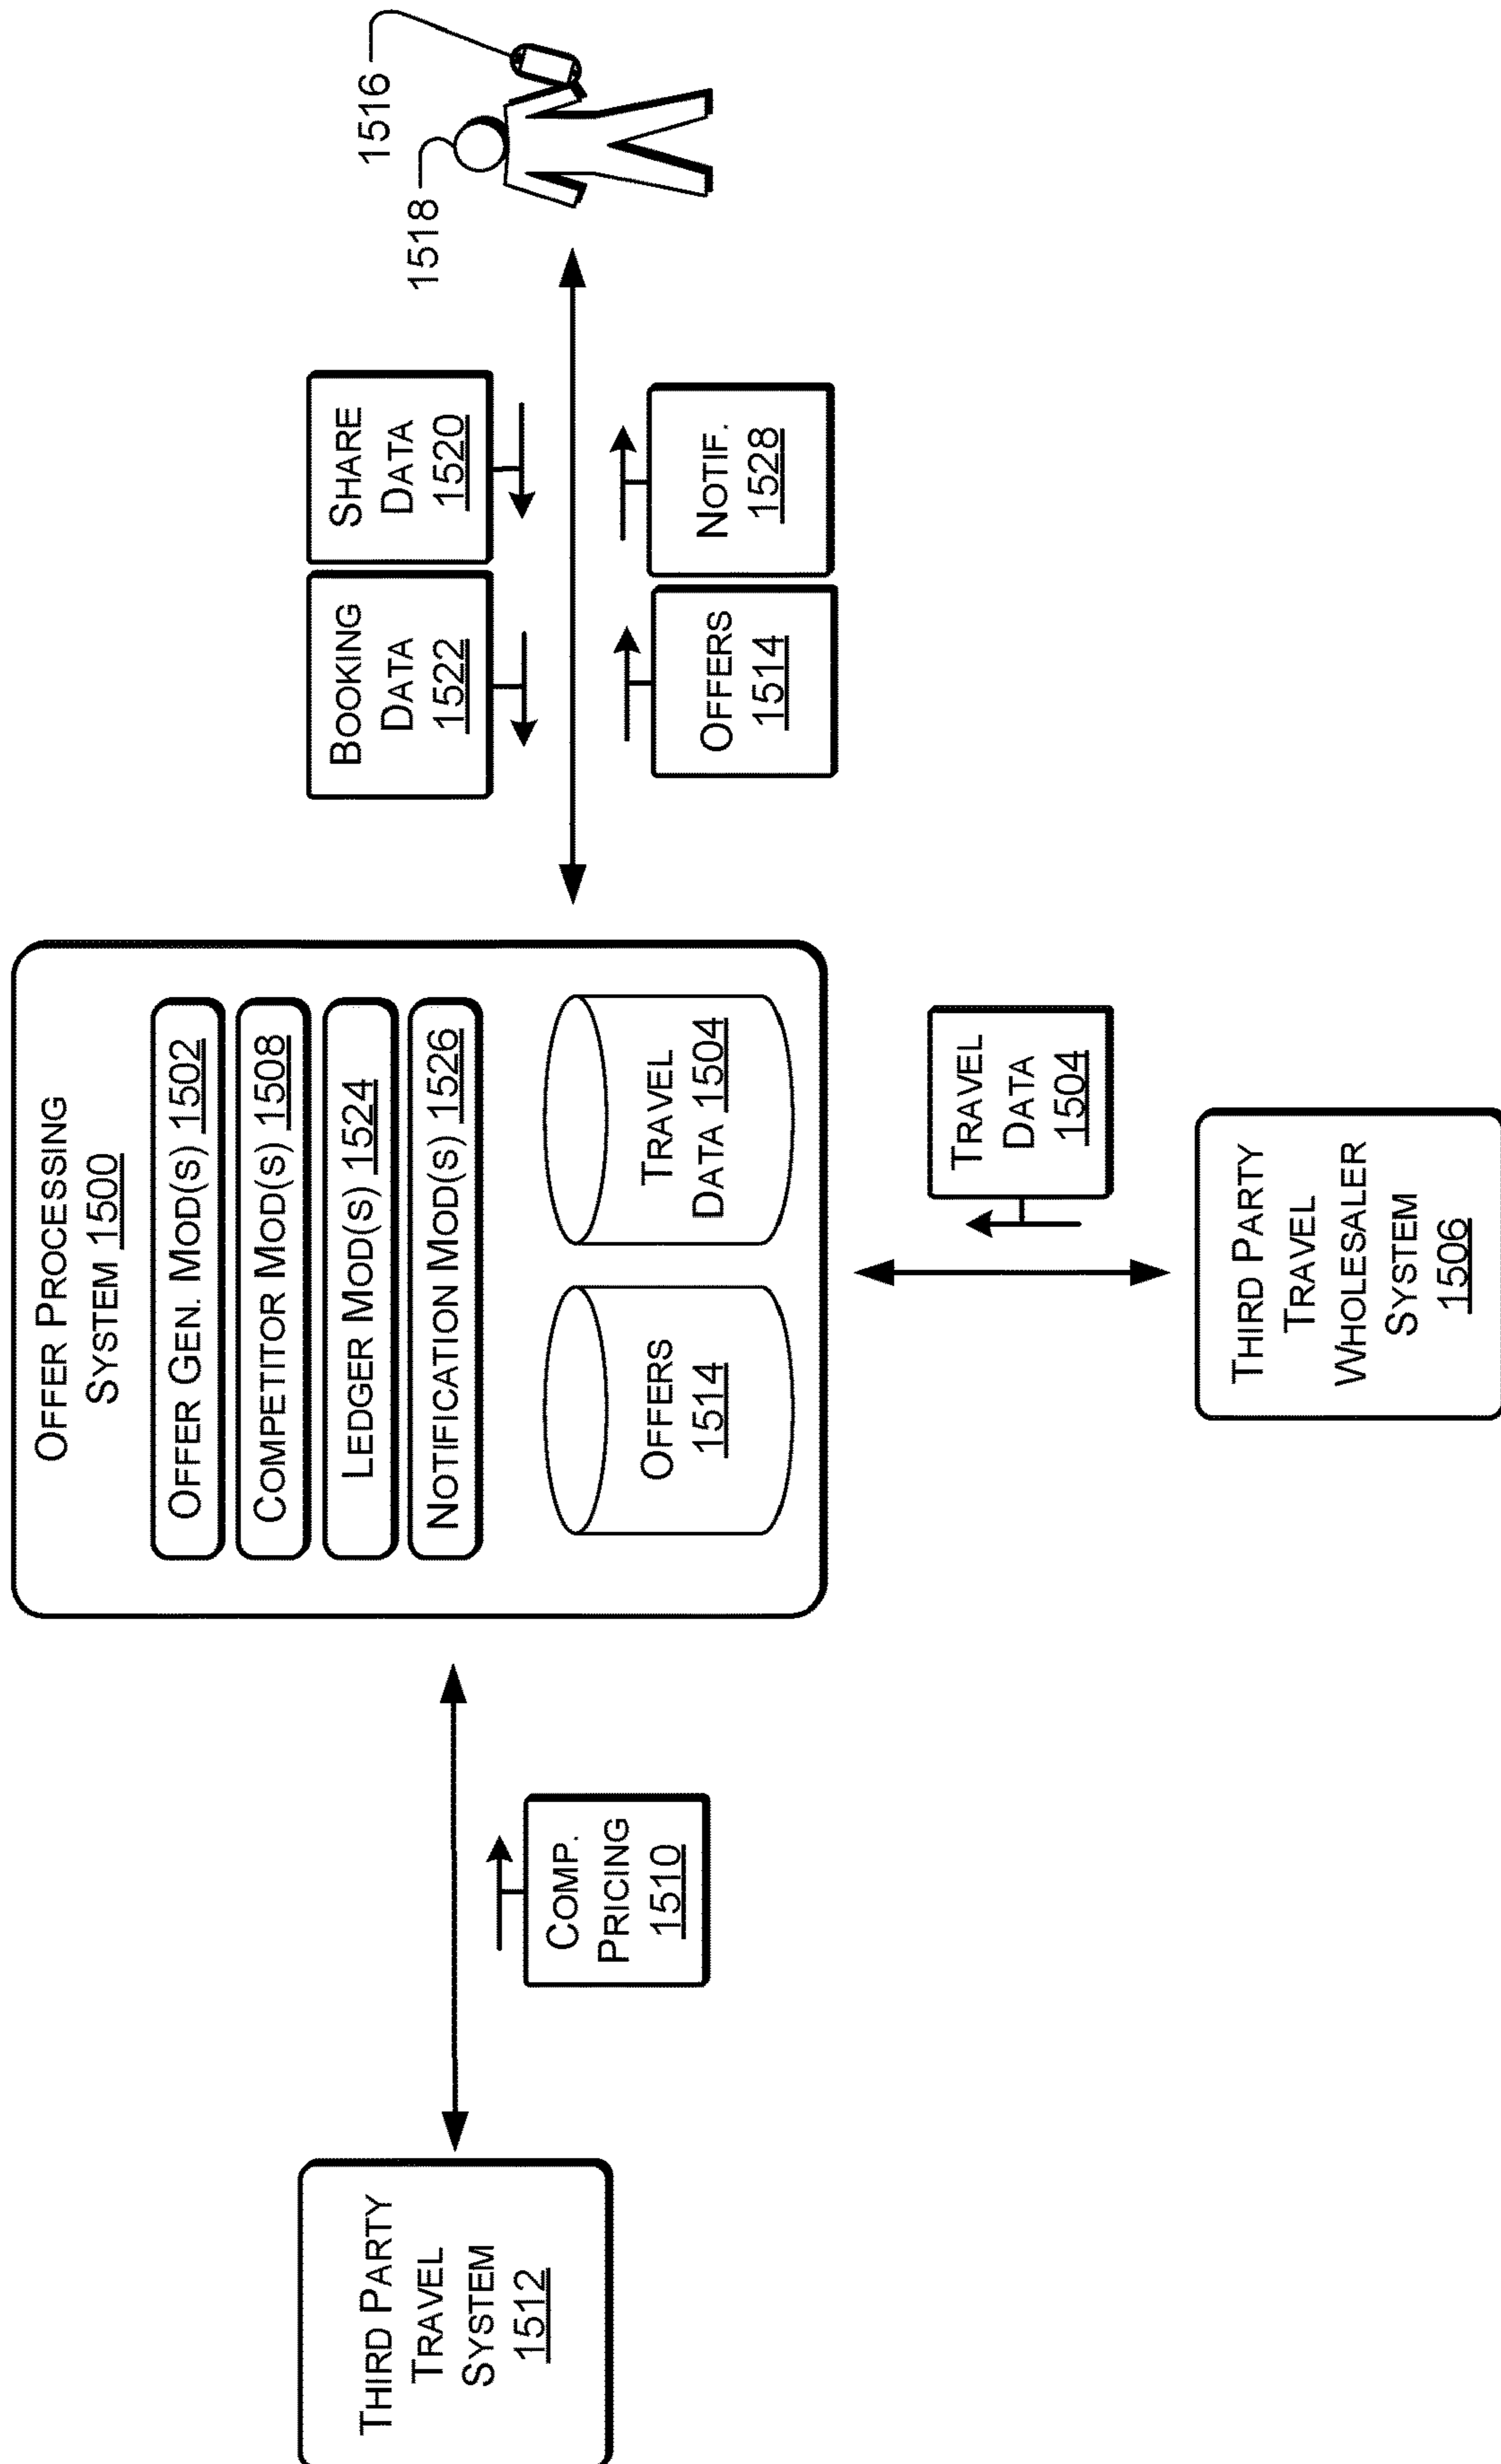 OFFER PROCESSING
SYSTEM 1500
OFFER GEN. MOD(S) 1502
COMPETITOR MOD(S) 1508
LEDGER MOD(S) 1524
NOTIFICATION MOD(S) 1526
OFFERS
1514
TRAVEL
DATA 1504
THIRD PARTY
TRAVEL
SYSTEM
1512
COMP.
PRICING
1510
BOOKING
DATA
1522
SHARE
DATA
1520
OFFERS
1514
NOTIF.
1528
1518
1516
TRAVEL
DATA
1504
THIRD PARTY
TRAVEL
WHOLESALER
SYSTEM
1506